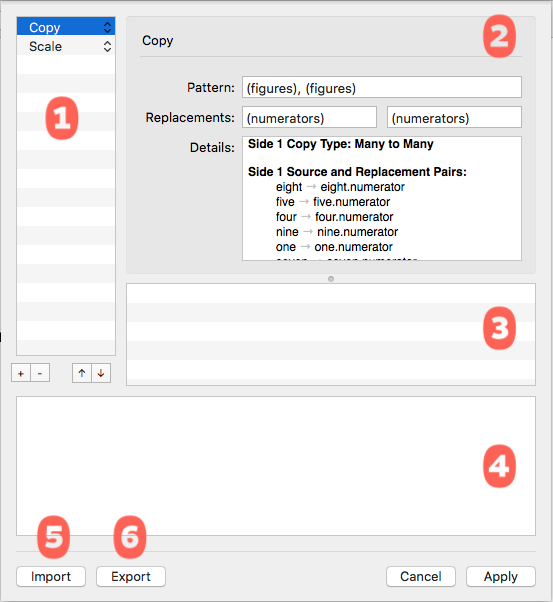 Copy
Scale
1
Copy
2
Pattern: (figures), (figures)
Replacements: (numerators) (numerators)
Details: Side 1 Copy Type: Many to Many
Side 1 Source and Replacement Pairs:
eight → eight.numerator
five → five.numerator
four → four.numerator
nine → nine.numerator
one → one.numerator
3
+ - ↑ ↓
4
5 6
Import Export Cancel Apply